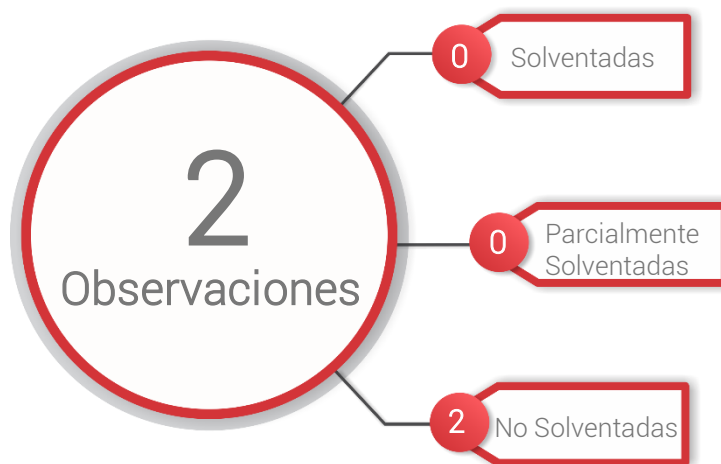 2
Observaciones
0
Solventadas
0
Parcialmente
Solventadas
2
No Solventadas